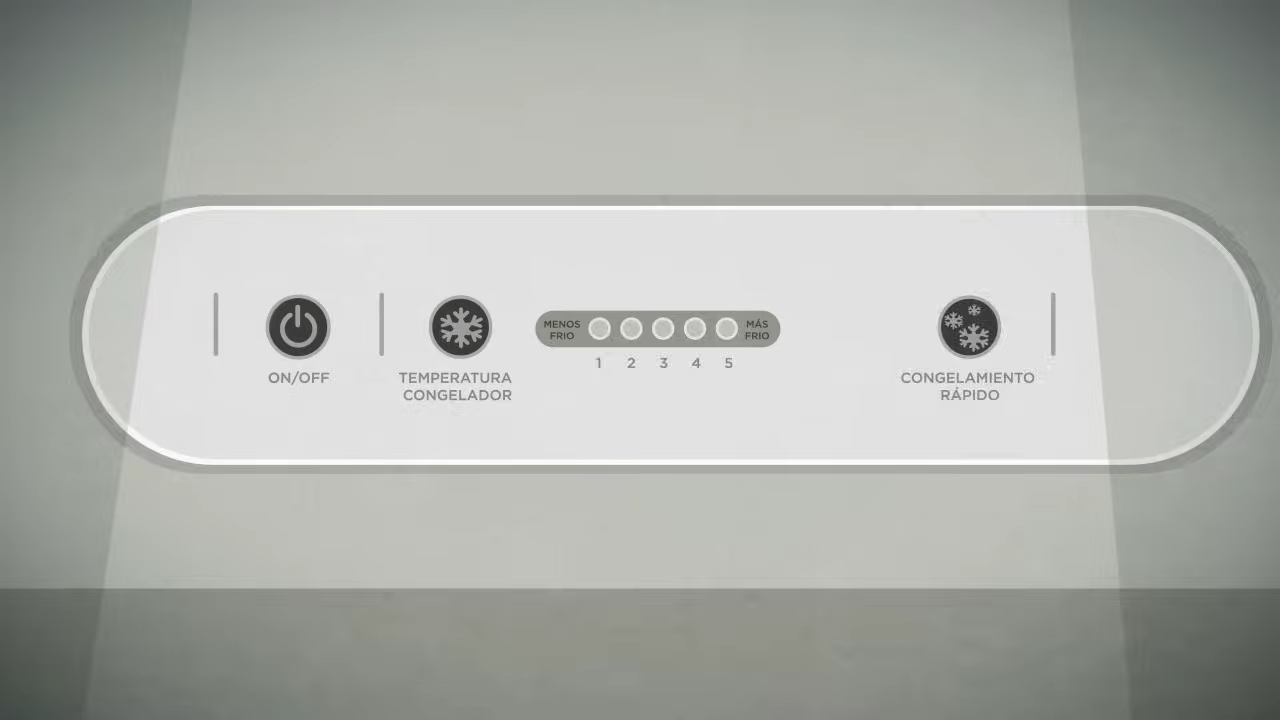 ON/OFF
TEMPERATURA
CONGELADOR
MENOS
FRIO
MÁS
FRIO
1 2 3 4 5
CONGELAMIENTO
RÁPIDO